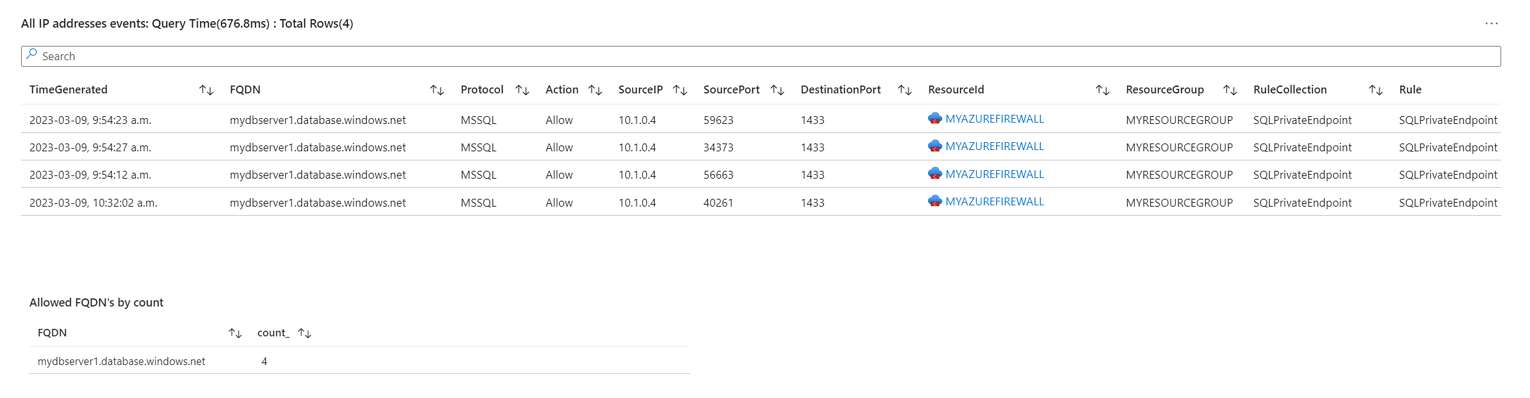 All IP addresses events: Query Time(676.8ms) : Total Rows(4)
Search
TimeGenerated FQDN Protocol Action SourceIP SourcePort DestinationPort ResourceId ResourceGroup RuleCollection Rule
2023-03-09, 9:54:23 a.m. mydbserver1.database.windows.net MSSQL Allow 10.1.0.4 59623 1433 MYAZUREFIREWALL MYRESOURCEGROUP SQLPrivateEndpoint SQLPrivateEndpoint
2023-03-09, 9:54:27 a.m. mydbserver1.database.windows.net MSSQL Allow 10.1.0.4 34373 1433 MYAZUREFIREWALL MYRESOURCEGROUP SQLPrivateEndpoint SQLPrivateEndpoint
2023-03-09, 9:54:12 a.m. mydbserver1.database.windows.net MSSQL Allow 10.1.0.4 56663 1433 MYAZUREFIREWALL MYRESOURCEGROUP SQLPrivateEndpoint SQLPrivateEndpoint
2023-03-09, 10:32:02 a.m. mydbserver1.database.windows.net MSSQL Allow 10.1.0.4 40261 1433 MYAZUREFIREWALL MYRESOURCEGROUP SQLPrivateEndpoint SQLPrivateEndpoint
Allowed FQDN's by count
FQDN count_
mydbserver1.database.windows.net 4